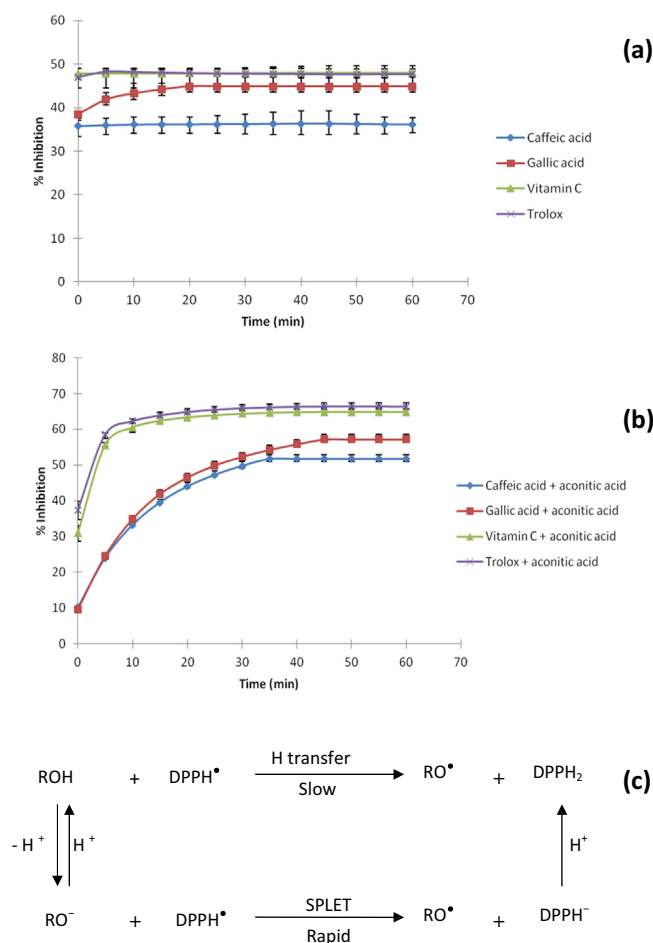 (a)
60
50
40
30
20
10
0
% Inhibition
0 10 20 30 40 50 60 70
Time (min)
Caffeic acid
Gallic acid
Vitamin C
Trolox
(b)
80
70
60
50
40
30
20
10
0
% Inhibition
0 10 20 30 40 50 60 70
Time (min)
Caffeic acid + aconitic acid
Gallic acid + aconitic acid
Vitamin C + aconitic acid
Trolox + aconitic acid
(c)
H transfer
ROH + DPPH• RO• + DPPH₂
Slow
- H⁺ H⁺ H⁺
SPLET
RO⁻ + DPPH• RO• + DPPH⁻
Rapid